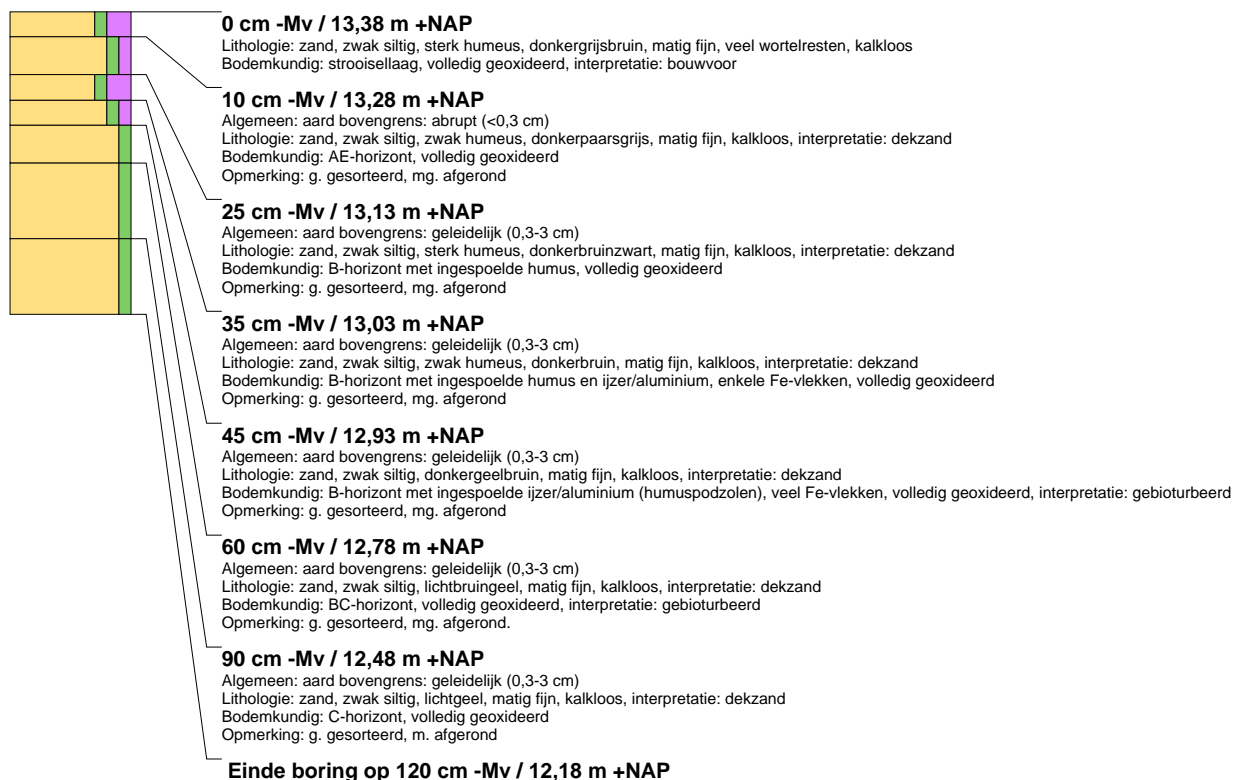 0 cm -Mv / 13,38 m +NAP
Lithologie: zand, zwak siltig, sterk humeus, donkergrijsbruin, matig fijn, veel wortelresten, kalkloos
Bodemkundig: strooisellaag, volledig geoxideerd, interpretatie: bouwvoor
10 cm -Mv / 13,28 m +NAP
Algemeen: aard bovengrens: abrupt (<0,3 cm)
Lithologie: zand, zwak siltig, zwak humeus, donkerpaarsgrijs, matig fijn, kalkloos, interpretatie: dekzand
Bodemkundig: AE-horizont, volledig geoxideerd
Opmerking: g. gesorteerd, mg. afgerond
25 cm -Mv / 13,13 m +NAP
Algemeen: aard bovengrens: geleidelijk (0,3-3 cm)
Lithologie: zand, zwak siltig, sterk humeus, donkerbruinzwart, matig fijn, kalkloos, interpretatie: dekzand
Bodemkundig: B-horizont met ingespoelde humus, volledig geoxideerd
Opmerking: g. gesorteerd, mg. afgerond
35 cm -Mv / 13,03 m +NAP
Algemeen: aard bovengrens: geleidelijk (0,3-3 cm)
Lithologie: zand, zwak siltig, zwak humeus, donkerbruin, matig fijn, kalkloos, interpretatie: dekzand
Bodemkundig: B-horizont met ingespoelde humus en ijzer/aluminium, enkele Fe-vlekken, volledig geoxideerd
Opmerking: g. gesorteerd, mg. afgerond
45 cm -Mv / 12,93 m +NAP
Algemeen: aard bovengrens: geleidelijk (0,3-3 cm)
Lithologie: zand, zwak siltig, donkergeelbruin, matig fijn, kalkloos, interpretatie: dekzand
Bodemkundig: B-horizont met ingespoelde ijzer/aluminium (humuspodzolen), veel Fe-vlekken, volledig geoxideerd, interpretatie: gebioturbeerd
Opmerking: g. gesorteerd, mg. afgerond
60 cm -Mv / 12,78 m +NAP
Algemeen: aard bovengrens: geleidelijk (0,3-3 cm)
Lithologie: zand, zwak siltig, lichtbruingeel, matig fijn, kalkloos, interpretatie: dekzand
Bodemkundig: BC-horizont, volledig geoxideerd, interpretatie: gebioturbeerd
Opmerking: g. gesorteerd, mg. afgerond.
90 cm -Mv / 12,48 m +NAP
Algemeen: aard bovengrens: geleidelijk (0,3-3 cm)
Lithologie: zand, zwak siltig, lichtgeel, matig fijn, kalkloos, interpretatie: dekzand
Bodemkundig: C-horizont, volledig geoxideerd
Opmerking: g. gesorteerd, m. afgerond
Einde boring op 120 cm -Mv / 12,18 m +NAP